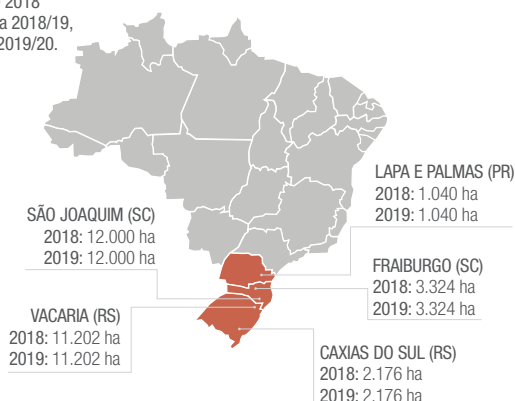 2018
a 2018/19,
2019/20.
LAPA E PALMAS (PR)
2018: 1.040 ha
2019: 1.040 ha
SÃO JOAQUIM (SC)
2018: 12.000 ha
2019: 12.000 ha
FRAIBURGO (SC)
2018: 3.324 ha
2019: 3.324 ha
VACARIA (RS)
2018: 11.202 ha
2019: 11.202 ha
CAXIAS DO SUL (RS)
2018: 2.176 ha
2019: 2.176 ha